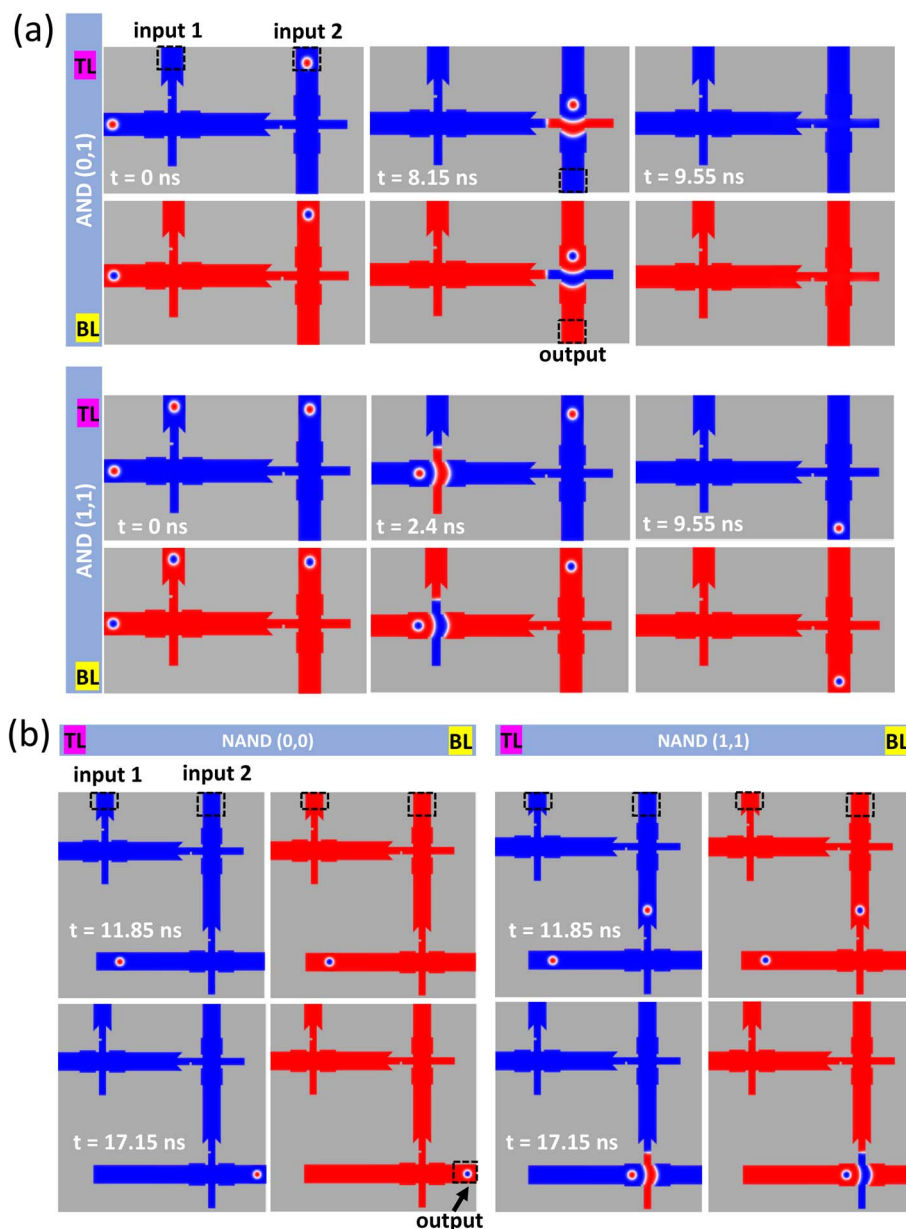 (a)
input 1 input 2
TL
AND (0,1)
BL
t = 0 ns
t = 8.15 ns
t = 9.55 ns
output
TL
AND (1,1)
BL
t = 0 ns
t = 2.4 ns
t = 9.55 ns
(b)
TL NAND (0,0) BL
TL NAND (1,1) BL
input 1 input 2
t = 11.85 ns
t = 11.85 ns
t = 17.15 ns
t = 17.15 ns
output